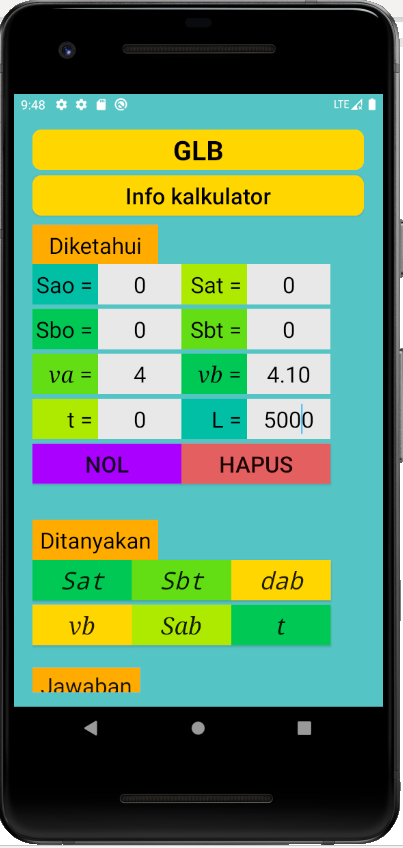 9:48 LTE
GLB
Info kalkulator
Diketahui
Sao = 0 Sat = 0
Sbo = 0 Sbt = 0
va = 4 vb = 4.10
t = 0 L = 5000
NOL HAPUS
Ditanyakan
Sat Sbt dab
vb Sab t
Jawaban